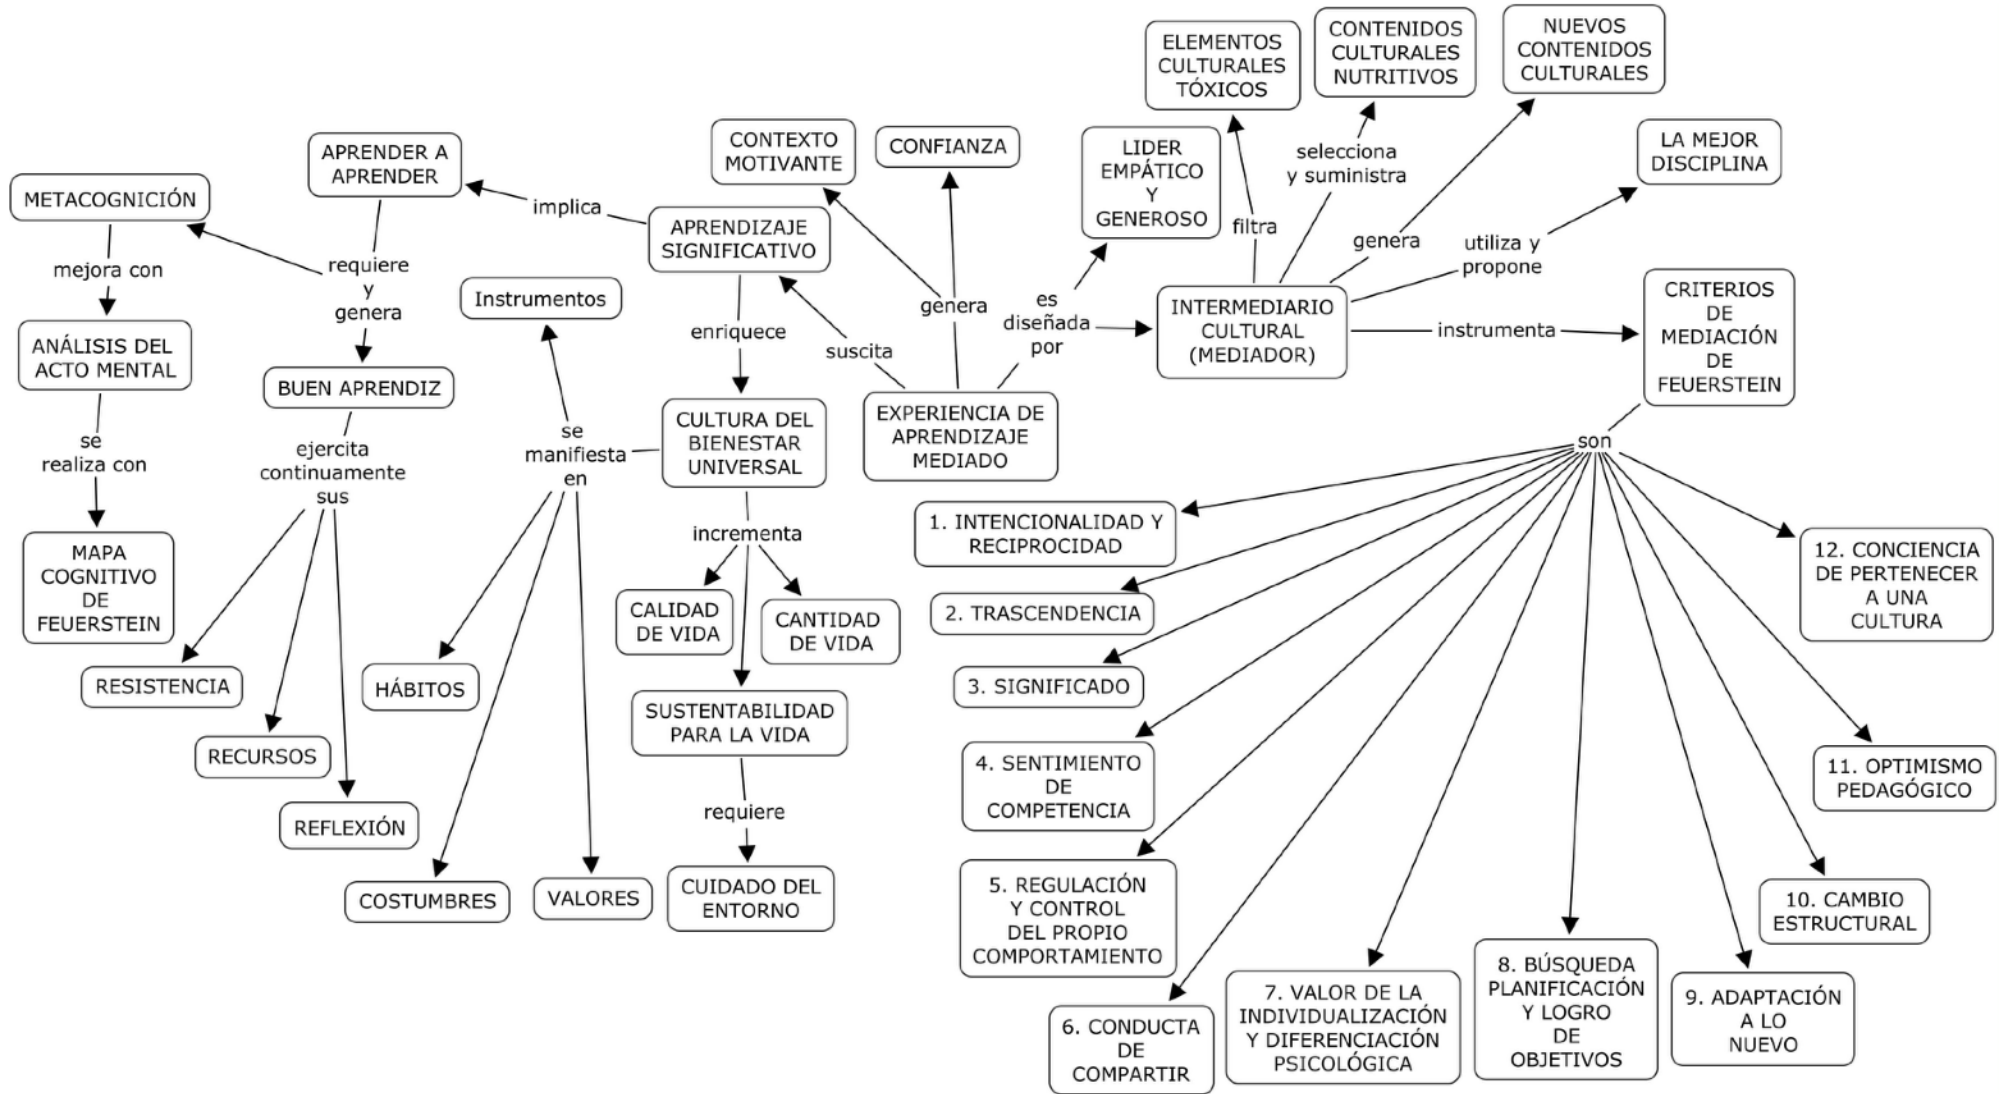 ELEMENTOS
CULTURALES
TÓXICOS
CONTENIDOS
CULTURALES
NUTRITIVOS
NUEVOS
CONTENIDOS
CULTURALES
LA MEJOR
DISCIPLINA
LIDER
EMPÁTICO
Y
GENEROSO
CONTEXTO
MOTIVANTE
CONFIANZA
APRENDER A
APRENDER
METACOGNICIÓN
implica
APRENDIZAJE
SIGNIFICATIVO
filtra
selecciona
y suministra
genera
utiliza y
propone
mejora con
requiere
y
genera
Instrumentos
enriquece
suscita
genera
es
diseñada
por
INTERMEDIARIO
CULTURAL
(MEDIADOR)
instrumenta
CRITERIOS
DE
MEDIACIÓN
DE
FEUERSTEIN
ANÁLISIS DEL
ACTO MENTAL
BUEN APRENDIZ
se
realiza con
ejercita
continuamente
sus
se
manifiesta
en
CULTURA DEL
BIENESTAR
UNIVERSAL
EXPERIENCIA DE
APRENDIZAJE
MEDIADO
son
MAPA
COGNITIVO
DE
FEUERSTEIN
RESISTENCIA
RECURSOS
REFLEXIÓN
HÁBITOS
COSTUMBRES
VALORES
incrementa
CALIDAD
DE VIDA
CANTIDAD
DE VIDA
SUSTENTABILIDAD
PARA LA VIDA
requiere
CUIDADO DEL
ENTORNO
1. INTENCIONALIDAD Y
RECIPROCIDAD
2. TRASCENDENCIA
3. SIGNIFICADO
4. SENTIMIENTO
DE
COMPETENCIA
5. REGULACIÓN
Y CONTROL
DEL PROPIO
COMPORTAMIENTO
6. CONDUCTA
DE
COMPARTIR
7. VALOR DE LA
INDIVIDUALIZACIÓN
Y DIFERENCIACIÓN
PSICOLÓGICA
8. BÚSQUEDA
PLANIFICACIÓN
Y LOGRO
DE
OBJETIVOS
9. ADAPTACIÓN
A LO
NUEVO
10. CAMBIO
ESTRUCTURAL
11. OPTIMISMO
PEDAGÓGICO
12. CONCIENCIA
DE PERTENECER
A UNA
CULTURA